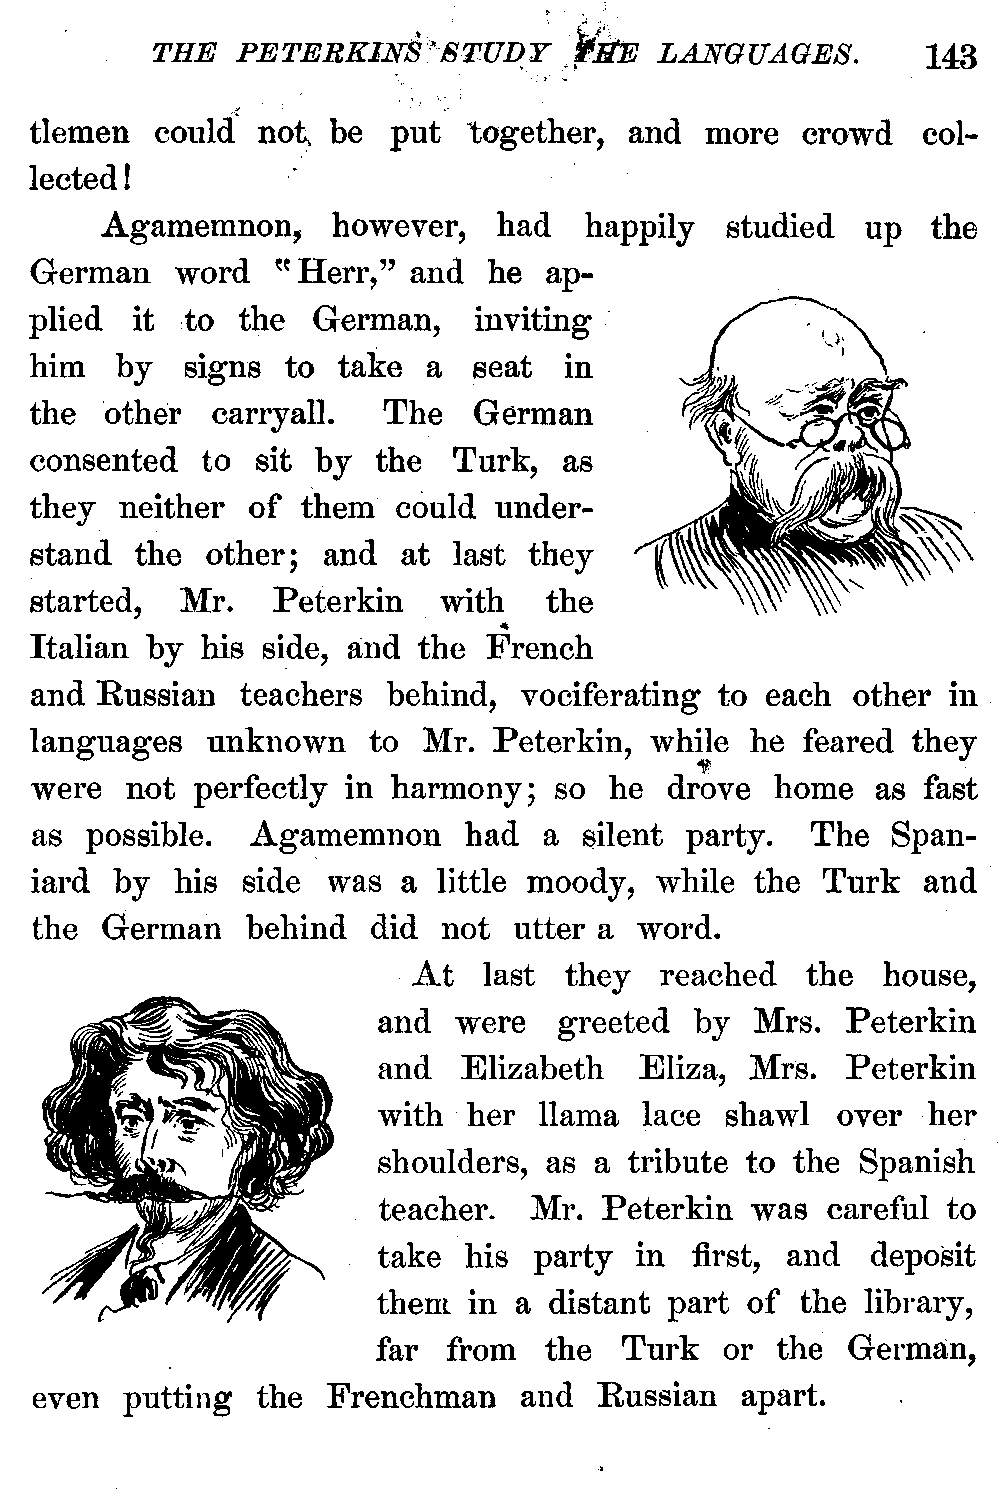 THE PETERKINS STUDY THE LANGUAGES. 143
tlemen could not be put together, and more crowd col-
lected!
Agamemnon, however, had happily studied up the
German word "Herr," and he ap-
plied it to the German, inviting
him by signs to take a seat in
the other carryall. The German
consented to sit by the Turk, as
they neither of them could under-
stand the other; and at last they
started, Mr. Peterkin with the
Italian by his side, and the French
and Russian teachers behind, vociferating to each other in
languages unknown to Mr. Peterkin, while he feared they
were not perfectly in harmony; so he drove home as fast
as possible. Agamemnon had a silent party. The Span-
iard by his side was a little moody, while the Turk and
the German behind did not utter a word.
At last they reached the house,
and were greeted by Mrs. Peterkin
and Elizabeth Eliza, Mrs. Peterkin
with her llama lace shawl over her
shoulders, as a tribute to the Spanish
teacher. Mr. Peterkin was careful to
take his party in first, and deposit
them in a distant part of the library,
far from the Turk or the German,
even putting the Frenchman and Russian apart.